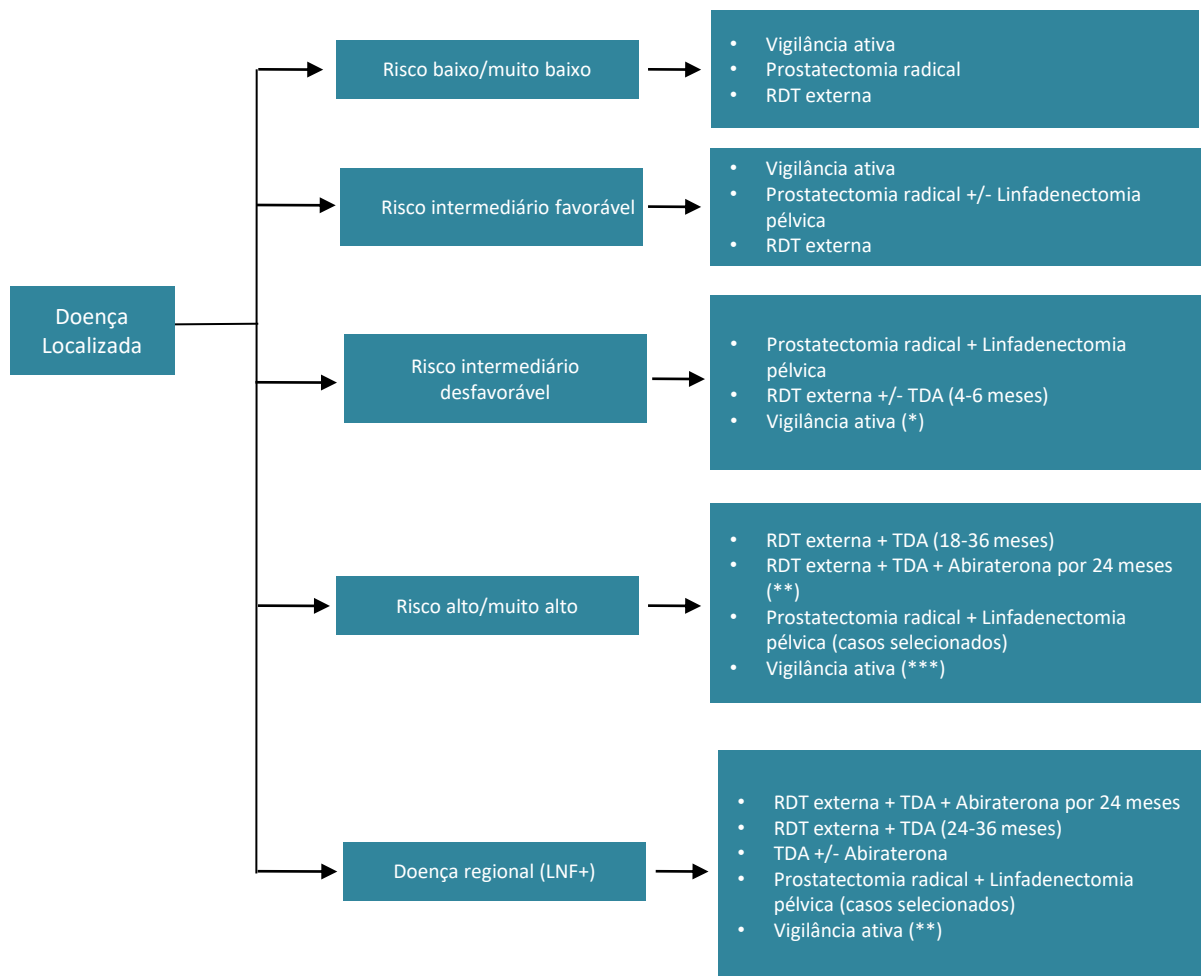 Doença
Localizada
Risco baixo/muito baixo
• Vigilância ativa
• Prostatectomia radical
• RDT externa
Risco intermediário favorável
• Vigilância ativa
• Prostatectomia radical +/- Linfadenectomia
pélvica
• RDT externa
Risco intermediário
desfavorável
• Prostatectomia radical + Linfadenectomia
pélvica
• RDT externa +/- TDA (4-6 meses)
• Vigilância ativa (*)
Risco alto/muito alto
• RDT externa + TDA (18-36 meses)
• RDT externa + TDA + Abiraterona por 24 meses
(**)
• Prostatectomia radical + Linfadenectomia
pélvica (casos selecionados)
• Vigilância ativa (***)
Doença regional (LNF+)
• RDT externa + TDA + Abiraterona por 24 meses
• RDT externa + TDA (24-36 meses)
• TDA +/- Abiraterona
• Prostatectomia radical + Linfadenectomia
pélvica (casos selecionados)
• Vigilância ativa (**)